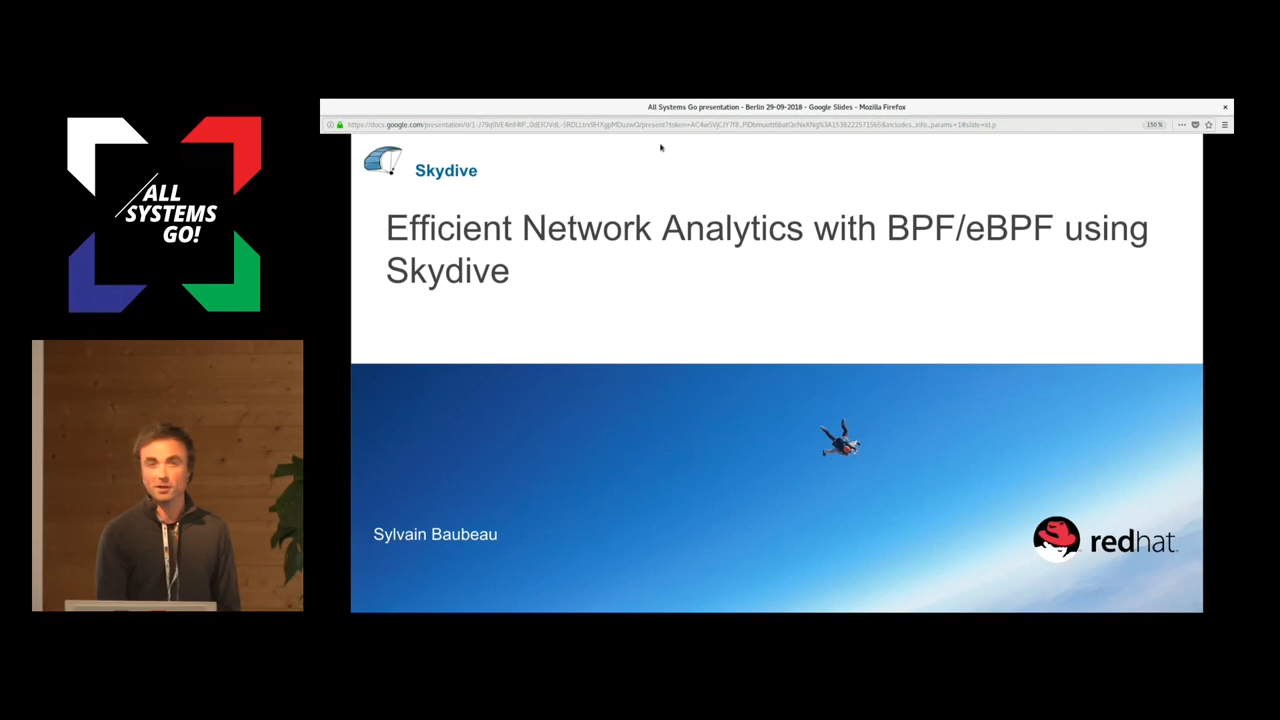 ALL
SYSTEMS
GO!
All Systems Go presentation - Berlin 29-09-2018 - Google Slides - Mozilla Firefox
150%
Skydive
Efficient Network Analytics with BPF/eBPF using
Skydive
Sylvain Baubeau
redhat